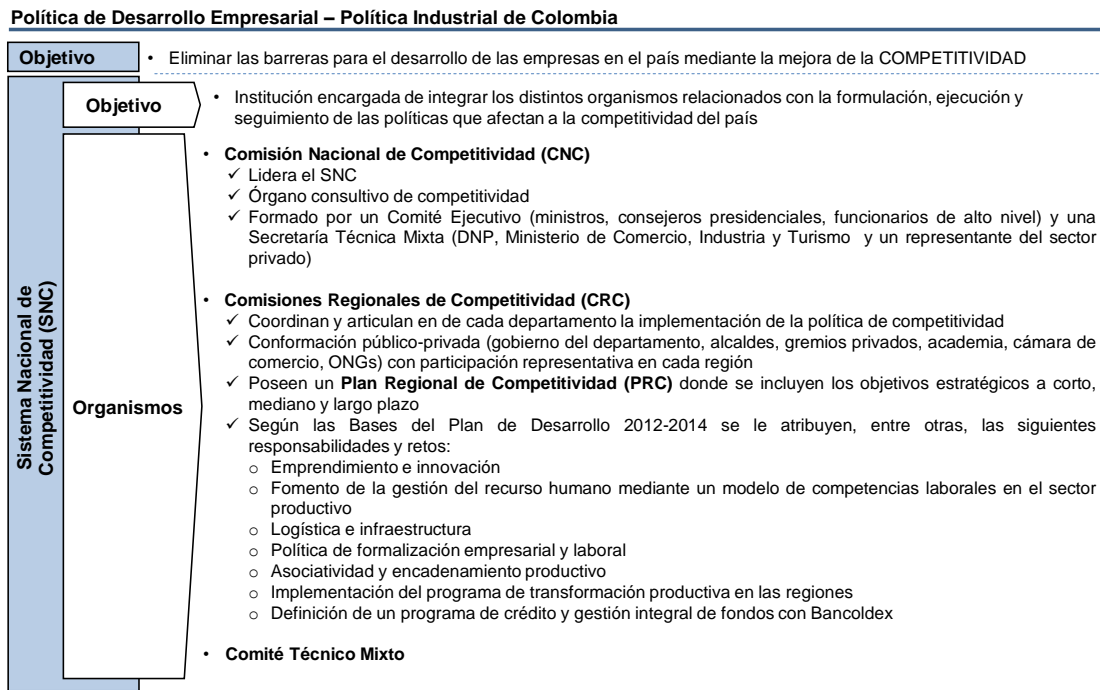 Política de Desarrollo Empresarial – Política Industrial de Colombia
Objetivo
• Eliminar las barreras para el desarrollo de las empresas en el país mediante la mejora de la COMPETITIVIDAD
Sistema Nacional de
Competitividad (SNC)
Objetivo
• Institución encargada de integrar los distintos organismos relacionados con la formulación, ejecución y
seguimiento de las políticas que afectan a la competitividad del país
Organismos
• Comisión Nacional de Competitividad (CNC)
✓ Lidera el SNC
✓ Órgano consultivo de competitividad
✓ Formado por un Comité Ejecutivo (ministros, consejeros presidenciales, funcionarios de alto nivel) y una
Secretaría Técnica Mixta (DNP, Ministerio de Comercio, Industria y Turismo y un representante del sector
privado)
• Comisiones Regionales de Competitividad (CRC)
✓ Coordinan y articulan en de cada departamento la implementación de la política de competitividad
✓ Conformación público-privada (gobierno del departamento, alcaldes, gremios privados, academia, cámara de
comercio, ONGs) con participación representativa en cada región
✓ Poseen un Plan Regional de Competitividad (PRC) donde se incluyen los objetivos estratégicos a corto,
mediano y largo plazo
✓ Según las Bases del Plan de Desarrollo 2012-2014 se le atribuyen, entre otras, las siguientes
responsabilidades y retos:
○ Emprendimiento e innovación
○ Fomento de la gestión del recurso humano mediante un modelo de competencias laborales en el sector
productivo
○ Logística e infraestructura
○ Política de formalización empresarial y laboral
○ Asociatividad y encadenamiento productivo
○ Implementación del programa de transformación productiva en las regiones
○ Definición de un programa de crédito y gestión integral de fondos con Bancoldex
• Comité Técnico Mixto